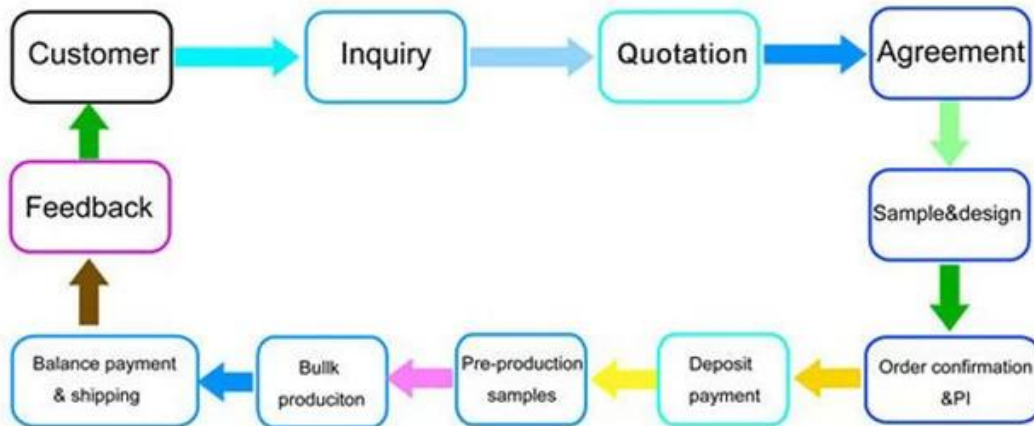 Customer
Inquiry
Quotation
Agreement
Sample&design
Order confirmation
&PI
Deposit
payment
Pre-production
samples
Bullk
produciton
Balance payment
& shipping
Feedback